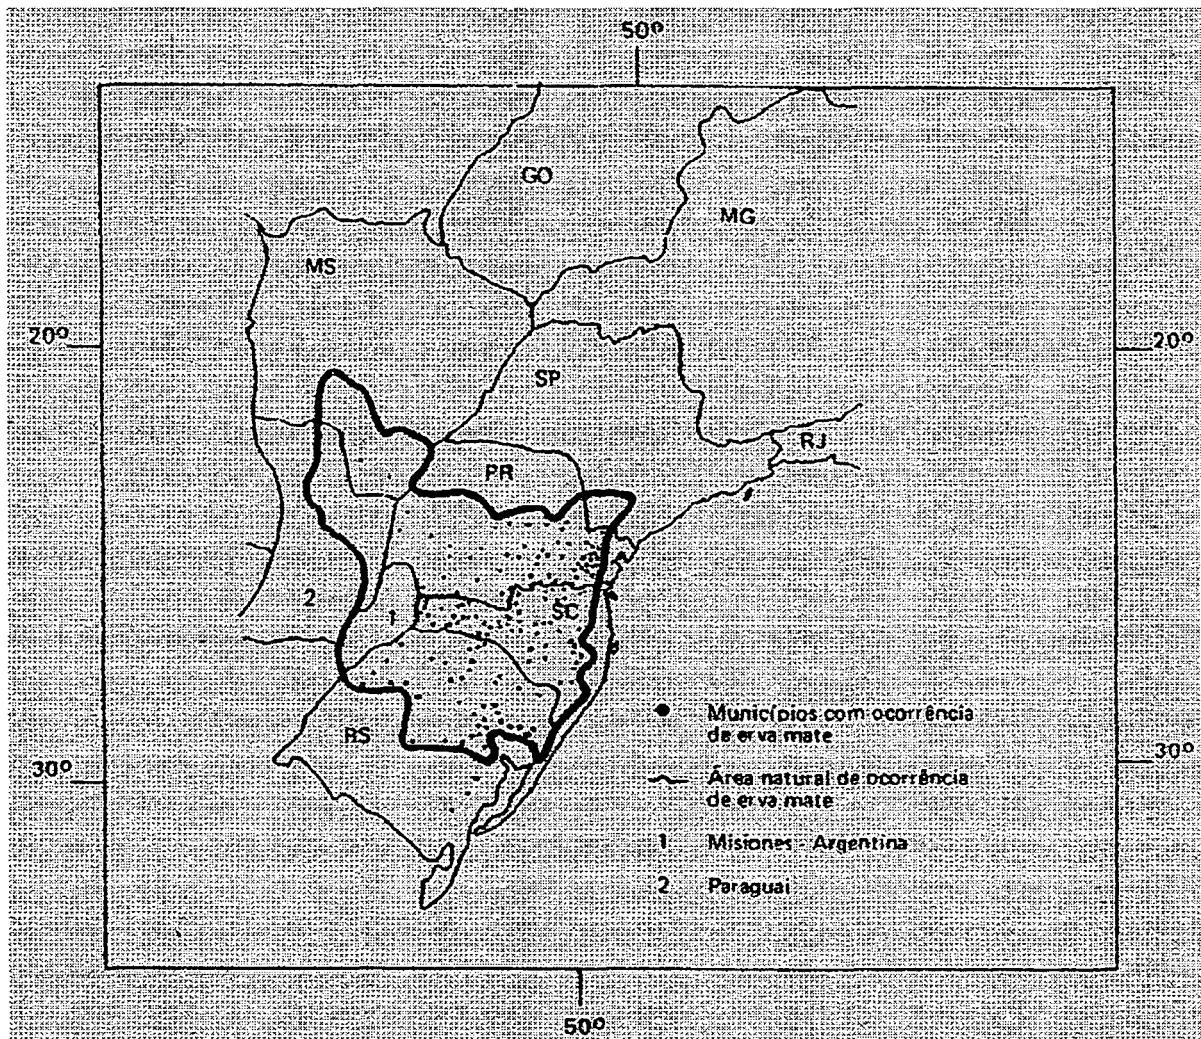 50º
GO
MG
MS
20º
20º
SP
RJ
PR
2
1
SC
RS
Municípios com ocorrência
de erva mate
Área natural de ocorrência
de erva mate
30º
30º
1 Misiones - Argentina
2 Paraguai
50º